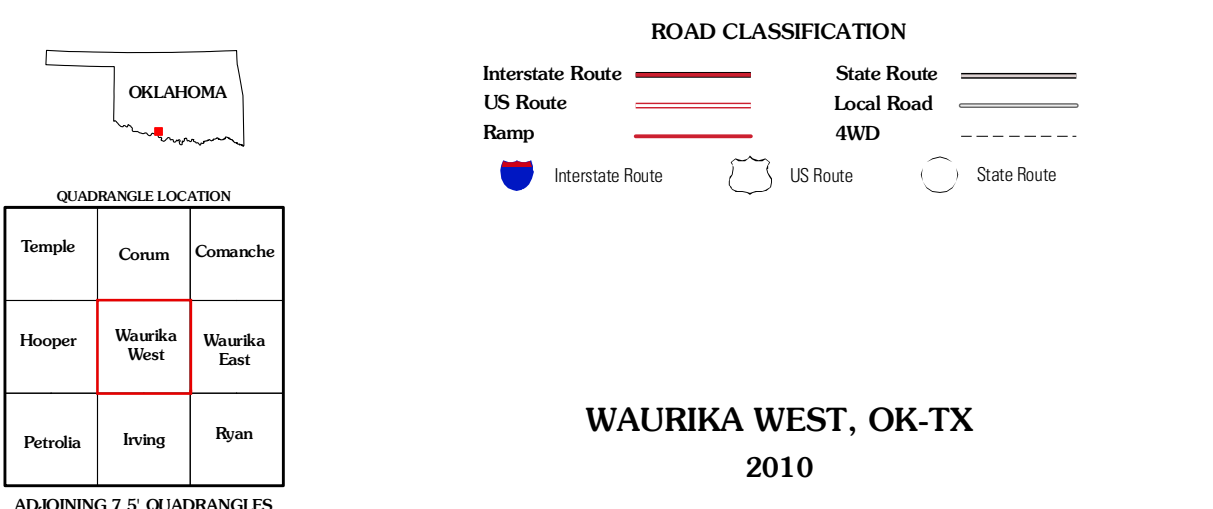 OKLAHOMA
QUADRANGLE LOCATION
Temple
Corum
Comanche
Hooper
Waurika
West
Waurika
East
Petrolia
Irving
Ryan
ADJOINING 7.5' QUADRANGLES
ROAD CLASSIFICATION
Interstate Route
State Route
US Route
Local Road
Ramp
4WD
Interstate Route
US Route
State Route
WAURIKA WEST, OK-TX
2010